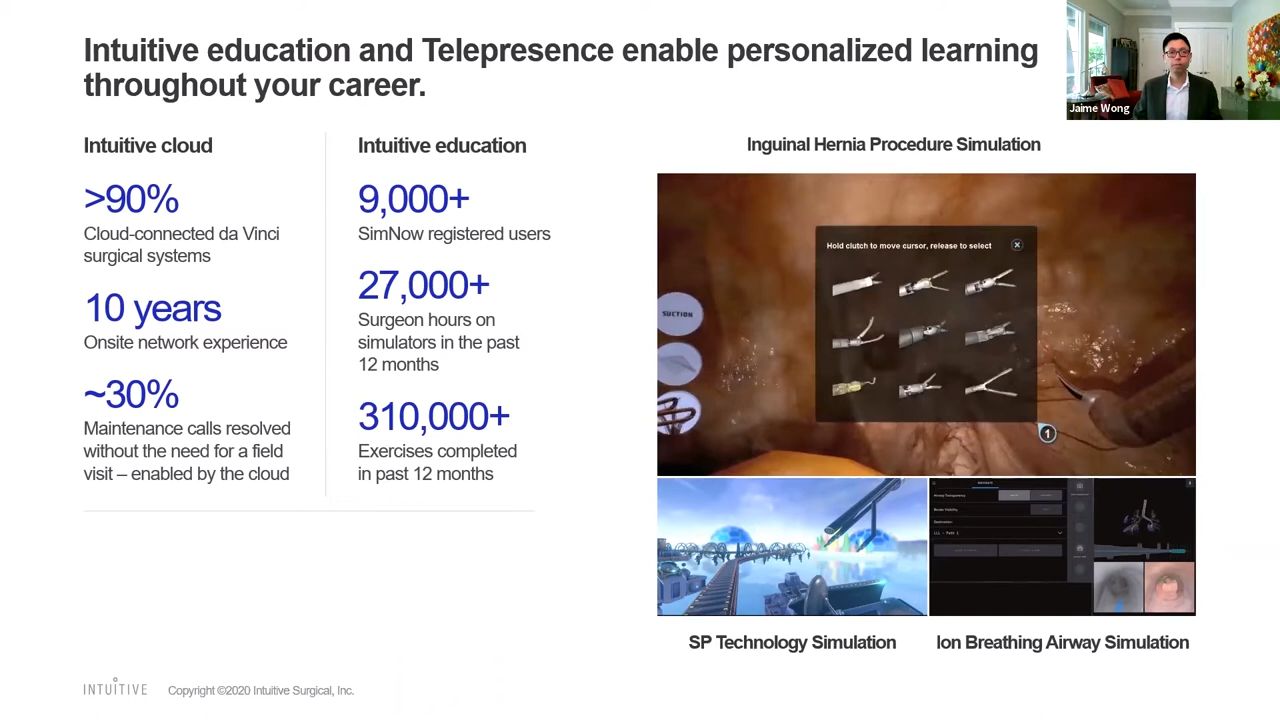 Intuitive education and Telepresence enable personalized learning
throughout your career.
Jaime Wong
Intuitive cloud
>90%
Cloud-connected da Vinci
surgical systems
10 years
Onsite network experience
~30%
Maintenance calls resolved
without the need for a field
visit – enabled by the cloud
Intuitive education
9,000+
SimNow registered users
27,000+
Surgeon hours on
simulators in the past
12 months
310,000+
Exercises completed
in past 12 months
Inguinal Hernia Procedure Simulation
Hold clutch to move cursor, release to select
SUCTION
1
Airway Transparency
Destination
SP Technology Simulation
Ion Breathing Airway Simulation
INTUITIVE
Copyright ©2020 Intuitive Surgical, Inc.